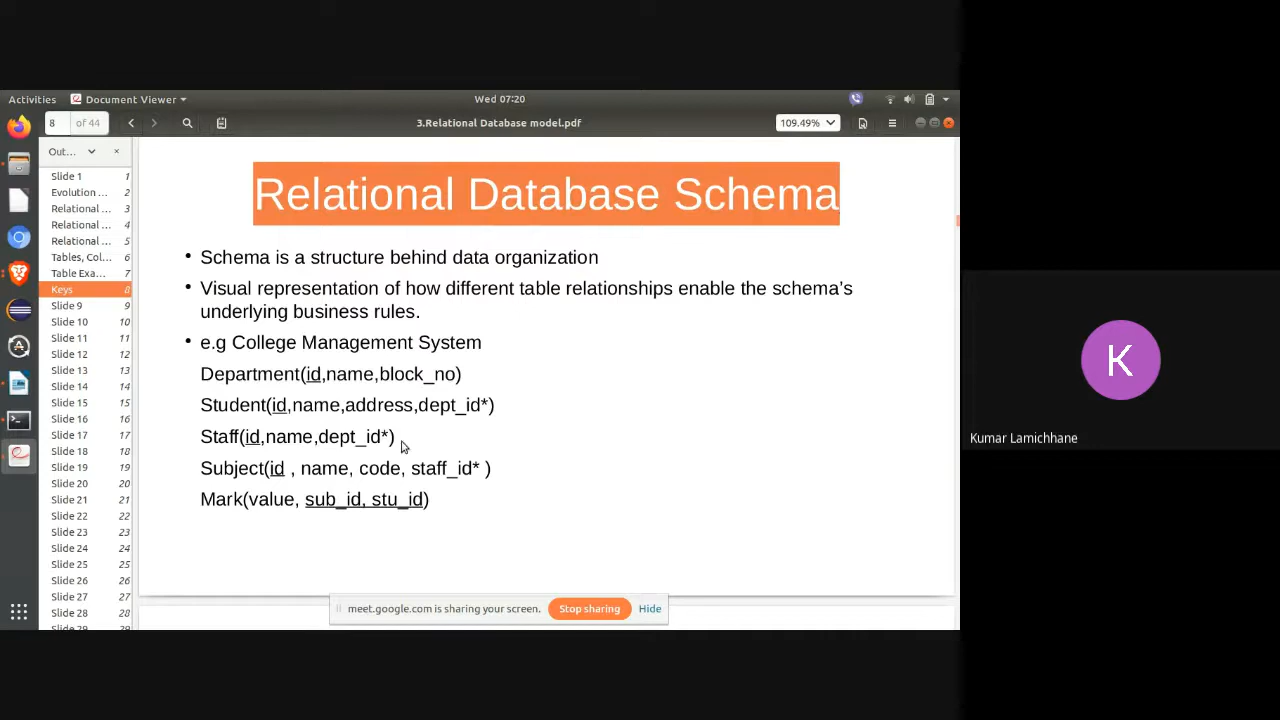 Activities Document Viewer Wed 07:20
8 of 44 3.Relational Database model.pdf 109.49%
Out...
Slide 1 1
Evolution ... 2
Relational ... 3
Relational ... 4
Relational ... 5
Tables, Col... 6
Table Exa... 7
Keys 8
Slide 9 9
Slide 10 10
Slide 11 11
Slide 12 12
Slide 13 13
Slide 14 14
Slide 15 15
Slide 16 16
Slide 17 17
Slide 18 18
Slide 19 19
Slide 20 20
Slide 21 21
Slide 22 22
Slide 23 23
Slide 24 24
Slide 25 25
Slide 26 26
Slide 27 27
Slide 28 28
Relational Database Schema
• Schema is a structure behind data organization
• Visual representation of how different table relationships enable the schema’s
underlying business rules.
• e.g College Management System
Department(id,name,block_no)
Student(id,name,address,dept_id*)
Staff(id,name,dept_id*)
Subject(id , name, code, staff_id* )
Mark(value, sub_id, stu_id)
meet.google.com is sharing your screen. Stop sharing Hide
K
Kumar Lamichhane